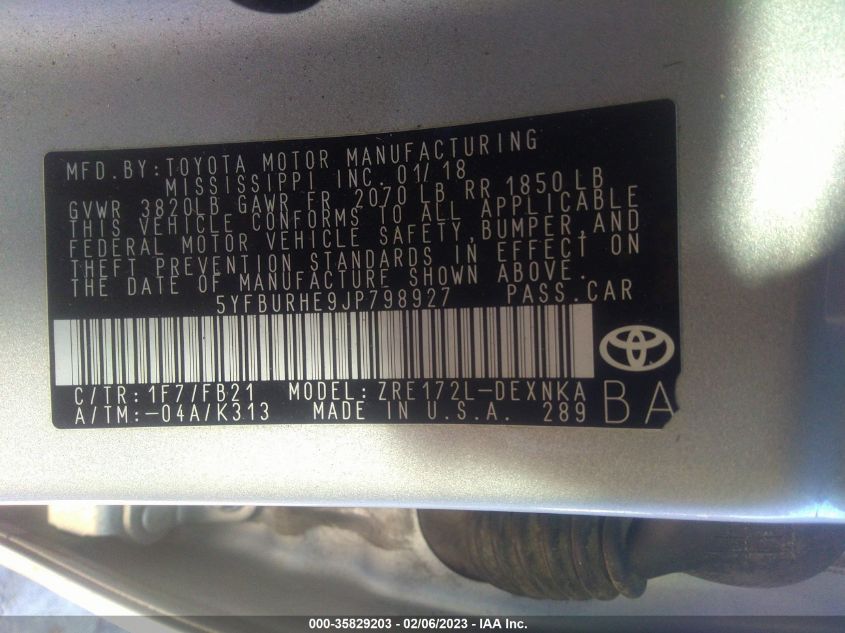 MFD.BY:TOYOTA MOTOR MANUFACTURING
MISSISSIPPI INC. 01/18
GVWR 3820LB GAWR FR 2070 LB RR 1850 LB
THIS VEHICLE CONFORMS TO ALL APPLICABLE
FEDERAL MOTOR VEHICLE SAFETY,BUMPER,AND
THEFT PREVENTION STANDARDS IN EFFECT ON
THE DATE OF MANUFACTURE SHOWN ABOVE.
5YFBURHE9JP798927 PASS.CAR
C/TR:1F7/FB21 MODEL:ZRE172L-DEXNKA
A/TM:-04A/K313 MADE IN U.S.A. 289
BA
000-35829203 - 02/06/2023 - IAA Inc.